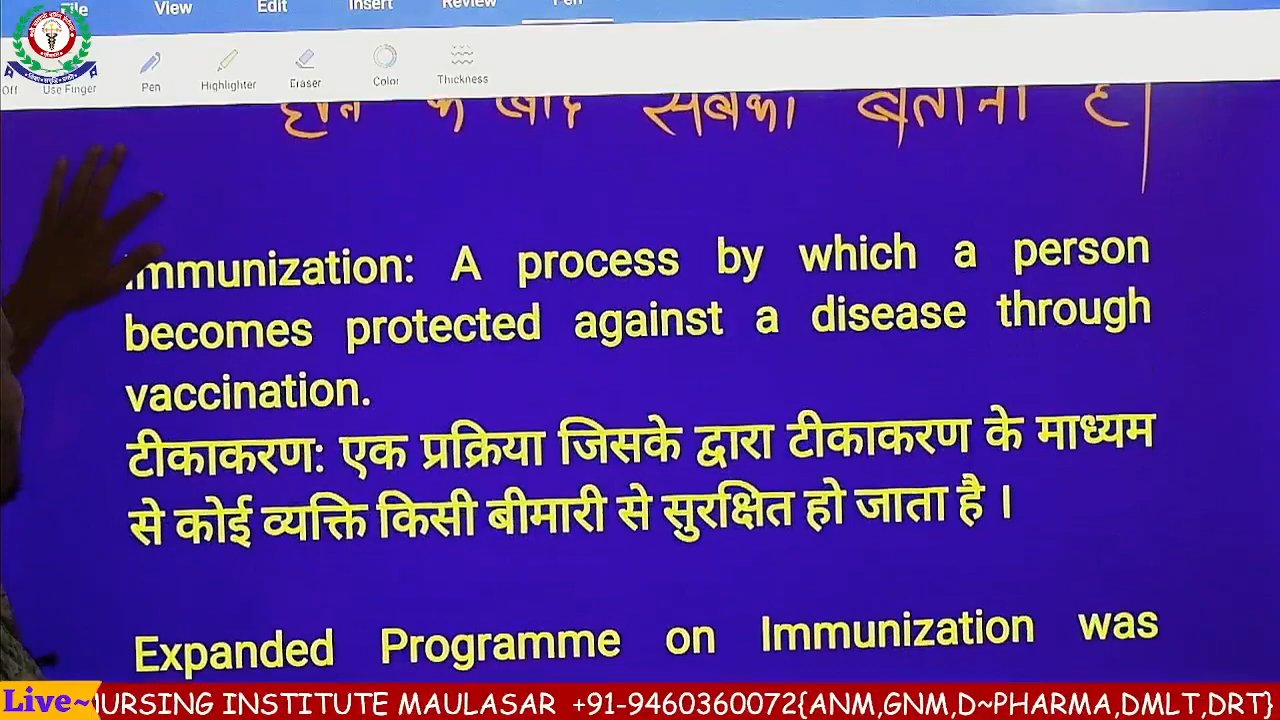 File View Edit Insert Review Pen
Off Use Finger Pen Highlighter Eraser Color Thickness
सबको बताना है।
Immunization: A process by which a person
becomes protected against a disease through
vaccination.
टीकाकरण: एक प्रक्रिया जिसके द्वारा टीकाकरण के माध्यम
से कोई व्यक्ति किसी बीमारी से सुरक्षित हो जाता है ।
Expanded Programme on Immunization was
Live~ NURSING INSTITUTE MAULASAR +91-9460360072{ANM,GNM,D~PHARMA,DMLT,DRT}